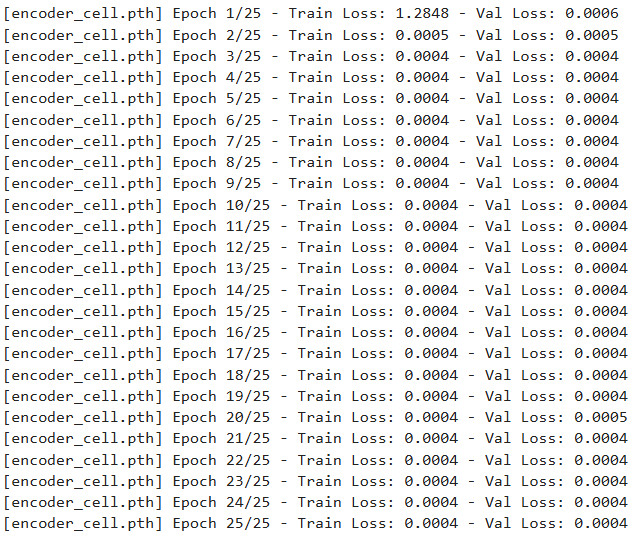 [encoder_cell.pth] Epoch 1/25 - Train Loss: 1.2848 - Val Loss: 0.0006
[encoder_cell.pth] Epoch 2/25 - Train Loss: 0.0005 - Val Loss: 0.0005
[encoder_cell.pth] Epoch 3/25 - Train Loss: 0.0004 - Val Loss: 0.0004
[encoder_cell.pth] Epoch 4/25 - Train Loss: 0.0004 - Val Loss: 0.0004
[encoder_cell.pth] Epoch 5/25 - Train Loss: 0.0004 - Val Loss: 0.0004
[encoder_cell.pth] Epoch 6/25 - Train Loss: 0.0004 - Val Loss: 0.0004
[encoder_cell.pth] Epoch 7/25 - Train Loss: 0.0004 - Val Loss: 0.0004
[encoder_cell.pth] Epoch 8/25 - Train Loss: 0.0004 - Val Loss: 0.0004
[encoder_cell.pth] Epoch 9/25 - Train Loss: 0.0004 - Val Loss: 0.0004
[encoder_cell.pth] Epoch 10/25 - Train Loss: 0.0004 - Val Loss: 0.0004
[encoder_cell.pth] Epoch 11/25 - Train Loss: 0.0004 - Val Loss: 0.0004
[encoder_cell.pth] Epoch 12/25 - Train Loss: 0.0004 - Val Loss: 0.0004
[encoder_cell.pth] Epoch 13/25 - Train Loss: 0.0004 - Val Loss: 0.0004
[encoder_cell.pth] Epoch 14/25 - Train Loss: 0.0004 - Val Loss: 0.0004
[encoder_cell.pth] Epoch 15/25 - Train Loss: 0.0004 - Val Loss: 0.0004
[encoder_cell.pth] Epoch 16/25 - Train Loss: 0.0004 - Val Loss: 0.0004
[encoder_cell.pth] Epoch 17/25 - Train Loss: 0.0004 - Val Loss: 0.0004
[encoder_cell.pth] Epoch 18/25 - Train Loss: 0.0004 - Val Loss: 0.0004
[encoder_cell.pth] Epoch 19/25 - Train Loss: 0.0004 - Val Loss: 0.0004
[encoder_cell.pth] Epoch 20/25 - Train Loss: 0.0004 - Val Loss: 0.0005
[encoder_cell.pth] Epoch 21/25 - Train Loss: 0.0004 - Val Loss: 0.0004
[encoder_cell.pth] Epoch 22/25 - Train Loss: 0.0004 - Val Loss: 0.0004
[encoder_cell.pth] Epoch 23/25 - Train Loss: 0.0004 - Val Loss: 0.0004
[encoder_cell.pth] Epoch 24/25 - Train Loss: 0.0004 - Val Loss: 0.0004
[encoder_cell.pth] Epoch 25/25 - Train Loss: 0.0004 - Val Loss: 0.0004